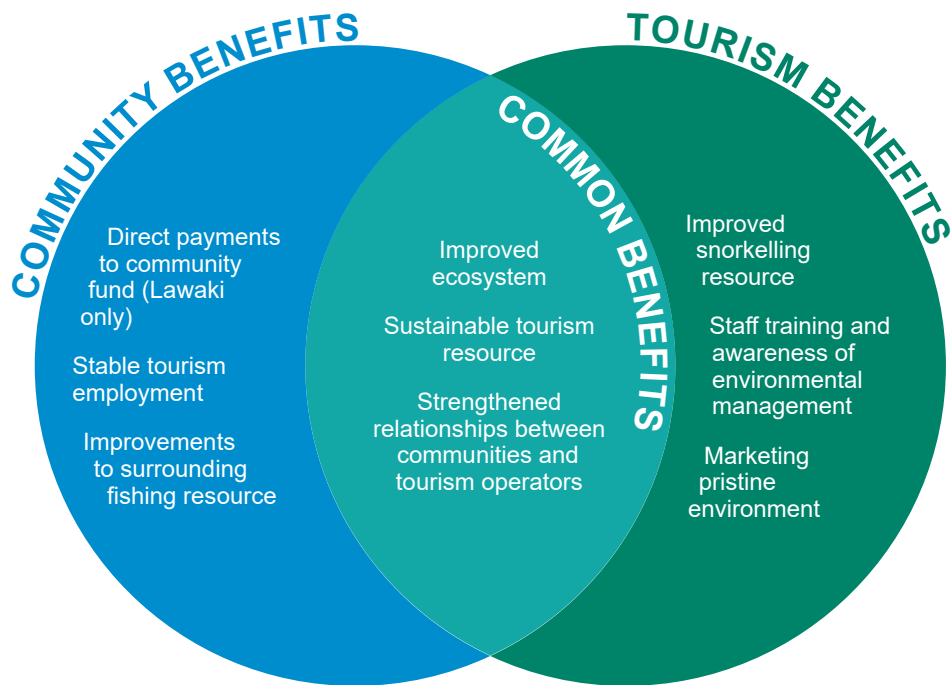 COMMUNITY BENEFITS
Direct payments
to community
fund (Lawaki
only)
Stable tourism
employment
Improvements
to surrounding
fishing resource
COMMON BENEFITS
Improved
ecosystem
Sustainable tourism
resource
Strengthened
relationships between
communities and
tourism operators
TOURISM BENEFITS
Improved
snorkelling
resource
Staff training and
awareness of
environmental
management
Marketing
pristine
environment